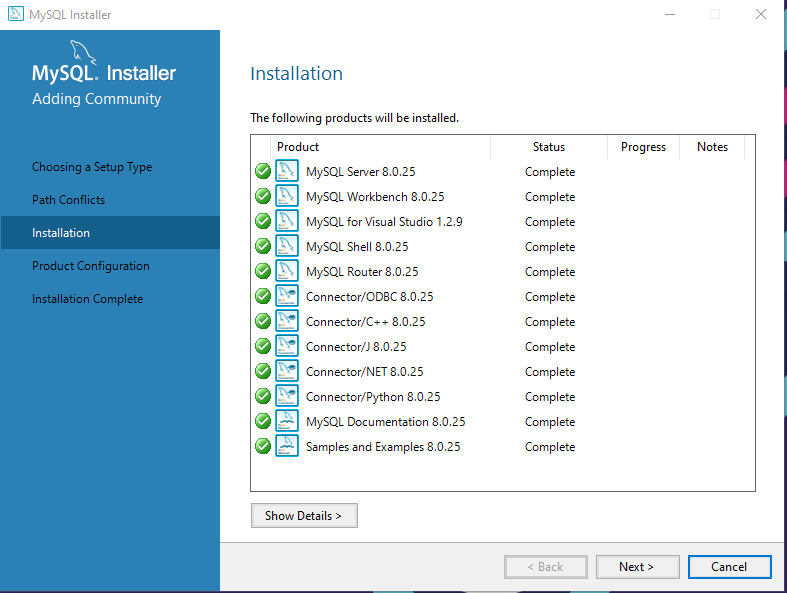 MySQL Installer
MySQL. Installer
Adding Community
Choosing a Setup Type
Path Conflicts
Installation
Product Configuration
Installation Complete
Installation
The following products will be installed.
Product Status Progress Notes
MySQL Server 8.0.25 Complete
MySQL Workbench 8.0.25 Complete
MySQL for Visual Studio 1.2.9 Complete
MySQL Shell 8.0.25 Complete
MySQL Router 8.0.25 Complete
Connector/ODBC 8.0.25 Complete
Connector/C++ 8.0.25 Complete
Connector/J 8.0.25 Complete
Connector/NET 8.0.25 Complete
Connector/Python 8.0.25 Complete
MySQL Documentation 8.0.25 Complete
Samples and Examples 8.0.25 Complete
Show Details >
< Back Next > Cancel